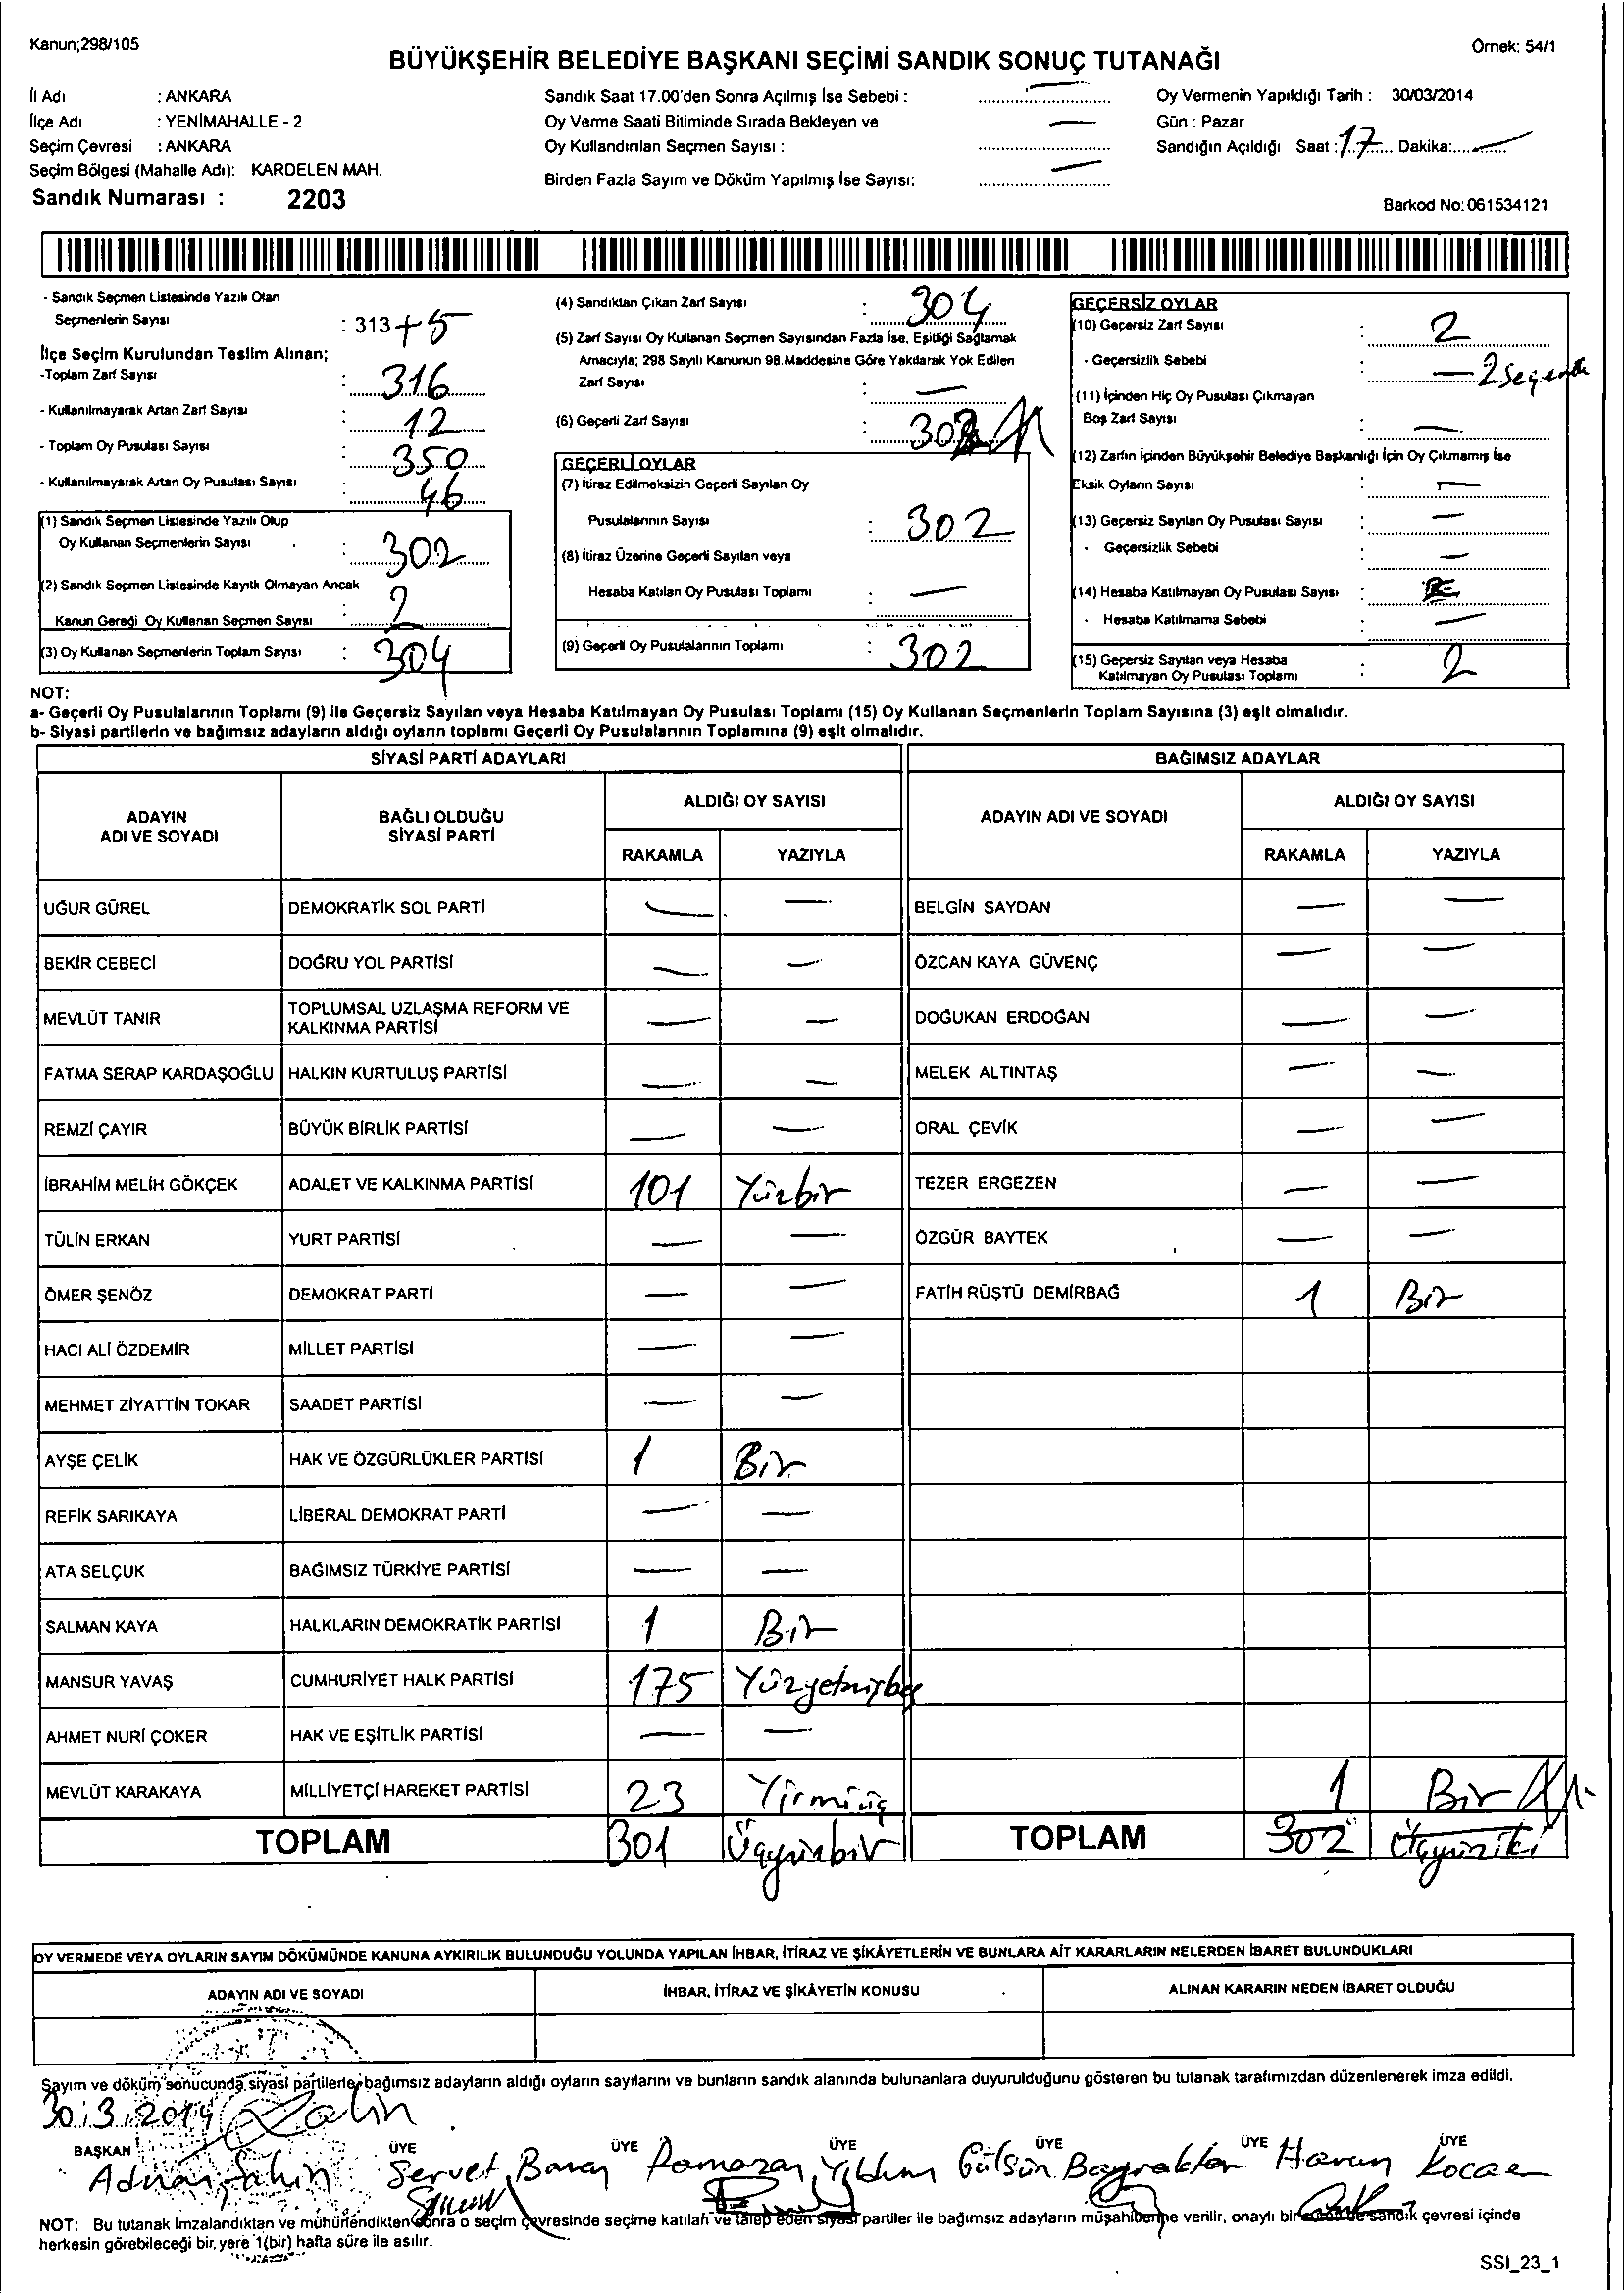 Kanun;298/105
Örnek: 54/1
BÜYÜKŞEHİR BELEDİYE BAŞKANI SEÇİMİ SANDIK SONUÇ TUTANAĞI
İl Adı : ANKARA
İlçe Adı : YENİMAHALLE - 2
Seçim Çevresi : ANKARA
Seçim Bölgesi (Mahalle Adı): KARDELEN MAH.
Sandık Numarası : 2203
Sandık Saat 17.00'den Sonra Açılmış İse Sebebi : —
Oy Verme Saati Bitiminde Sırada Bekleyen ve
Oy Kullandırılan Seçmen Sayısı : —
Birden Fazla Sayım ve Döküm Yapılmış İse Sayısı: —
Oy Vermenin Yapıldığı Tarih : 30/03/2014
Gün : Pazar
Sandığın Açıldığı Saat : 17 Dakika: —
Barkod No: 061534121
- Sandık Seçmen Listesinde Yazılı Olan
Seçmenlerin Sayısı : 313 + 5
İlçe Seçim Kurulundan Teslim Alınan;
-Toplam Zarf Sayısı : 316
- Kullanılmayarak Artan Zarf Sayısı : 12
- Toplam Oy Pusulası Sayısı : 350
- Kullanılmayarak Artan Oy Pusulası Sayısı : 46
(1) Sandık Seçmen Listesinde Yazılı Olup
Oy Kullanan Seçmenlerin Sayısı : 302
(2) Sandık Seçmen Listesinde Kayıtlı Olmayan Ancak
Kanun Gereği Oy Kullanan Seçmen Sayısı : 2
(3) Oy Kullanan Seçmenlerin Toplam Sayısı : 304
(4) Sandıktan Çıkan Zarf Sayısı : 304
(5) Zarf Sayısı Oy Kullanan Seçmen Sayısından Fazla İse, Eşitliği Sağlamak
Amacıyla; 298 Sayılı Kanunun 98.Maddesine Göre Yakılarak Yok Edilen
Zarf Sayısı : —
(6) Geçerli Zarf Sayısı : 302
GEÇERLİ OYLAR
(7) İtiraz Edilmeksizin Geçerli Sayılan Oy
Pusulalarının Sayısı : 302
(8) İtiraz Üzerine Geçerli Sayılan veya
Hesaba Katılan Oy Pusulası Toplamı : —
(9) Geçerli Oy Pusulalarının Toplamı : 302
GEÇERSİZ OYLAR
(10) Geçersiz Zarf Sayısı : 2
- Geçersizlik Sebebi : — 2
(11) İçinden Hiç Oy Pusulası Çıkmayan
Boş Zarf Sayısı : —
(12) Zarfın İçinden Büyükşehir Belediye Başkanlığı İçin Oy Çıkmamış İse
Eksik Oyların Sayısı : —
(13) Geçersiz Sayılan Oy Pusulası Sayısı : —
- Geçersizlik Sebebi : —
(14) Hesaba Katılmayan Oy Pusulası Sayısı :
- Hesaba Katılmama Sebebi : —
(15) Geçersiz Sayılan veya Hesaba
Katılmayan Oy Pusulası Toplamı : 2
NOT:
a- Geçerli Oy Pusulalarının Toplamı (9) ile Geçersiz Sayılan veya Hesaba Katılmayan Oy Pusulası Toplamı (15) Oy Kullanan Seçmenlerin Toplam Sayısına (3) eşit olmalıdır.
b- Siyasi partilerin ve bağımsız adayların aldığı oyların toplamı Geçerli Oy Pusulalarının Toplamına (9) eşit olmalıdır.
SİYASİ PARTİ ADAYLARI
ADAYIN ADI VE SOYADI BAĞLI OLDUĞU SİYASİ PARTİ ALDIĞI OY SAYISI
RAKAMLA YAZIYLA
UĞUR GÜREL DEMOKRATİK SOL PARTİ — —
BEKİR CEBECİ DOĞRU YOL PARTİSİ — —
MEVLÜT TANIR TOPLUMSAL UZLAŞMA REFORM VE KALKINMA PARTİSİ — —
FATMA SERAP KARDAŞOĞLU HALKIN KURTULUŞ PARTİSİ — —
REMZİ ÇAYIR BÜYÜK BİRLİK PARTİSİ — —
İBRAHİM MELİH GÖKÇEK ADALET VE KALKINMA PARTİSİ 101 Yüzbir
TÜLİN ERKAN YURT PARTİSİ — —
ÖMER ŞENÖZ DEMOKRAT PARTİ — —
HACI ALİ ÖZDEMİR MİLLET PARTİSİ — —
MEHMET ZİYATTİN TOKAR SAADET PARTİSİ — —
AYŞE ÇELİK HAK VE ÖZGÜRLÜKLER PARTİSİ 1 Bir
REFİK SARIKAYA LİBERAL DEMOKRAT PARTİ — —
ATA SELÇUK BAĞIMSIZ TÜRKİYE PARTİSİ — —
SALMAN KAYA HALKLARIN DEMOKRATİK PARTİSİ 1 Bir
MANSUR YAVAŞ CUMHURİYET HALK PARTİSİ 175 Yüzyetmişbeş
AHMET NURİ ÇOKER HAK VE EŞİTLİK PARTİSİ — —
MEVLÜT KARAKAYA MİLLİYETÇİ HAREKET PARTİSİ 23 Yirmiüç
TOPLAM 301 Üçyüzbir
BAĞIMSIZ ADAYLAR
ADAYIN ADI VE SOYADI ALDIĞI OY SAYISI
RAKAMLA YAZIYLA
BELGİN SAYDAN — —
ÖZCAN KAYA GÜVENÇ — —
DOĞUKAN ERDOĞAN — —
MELEK ALTINTAŞ — —
ORAL ÇEVİK — —
TEZER ERGEZEN — —
ÖZGÜR BAYTEK — —
FATİH RÜŞTÜ DEMİRBAĞ 1 Bir
1 Bir
TOPLAM 302 Üçyüziki
OY VERMEDE VEYA OYLARIN SAYIM DÖKÜMÜNDE KANUNA AYKIRILIK BULUNDUĞU YOLUNDA YAPILAN İHBAR, İTİRAZ VE ŞİKÂYETLERİN VE BUNLARA AİT KARARLARIN NELERDEN İBARET BULUNDUKLARI
ADAYIN ADI VE SOYADI İHBAR, İTİRAZ VE ŞİKÂYETİN KONUSU ALINAN KARARIN NEDEN İBARET OLDUĞU
Sayım ve döküm sonucunda siyasi partilerle, bağımsız adayların aldığı oyların sayılarını ve bunların sandık alanında bulunanlara duyurulduğunu gösteren bu tutanak tarafımızdan düzenlenerek imza edildi.
30.3.2014
BAŞKAN ÜYE ÜYE ÜYE ÜYE ÜYE ÜYE
Adnan Şahin Servet Baran Ramazan Yıldırım Gülsün Bayraktar Harun
NOT: Bu tutanak imzalandıktan ve mühürlendikten sonra o seçim çevresinde seçime katılan ve talep eden siyasi partiler ile bağımsız adayların müşahitlerine verilir, onaylı bir sureti de sandık çevresi içinde
herkesin görebileceği bir yere 1(bir) hafta süre ile asılır.
SSI_23_1